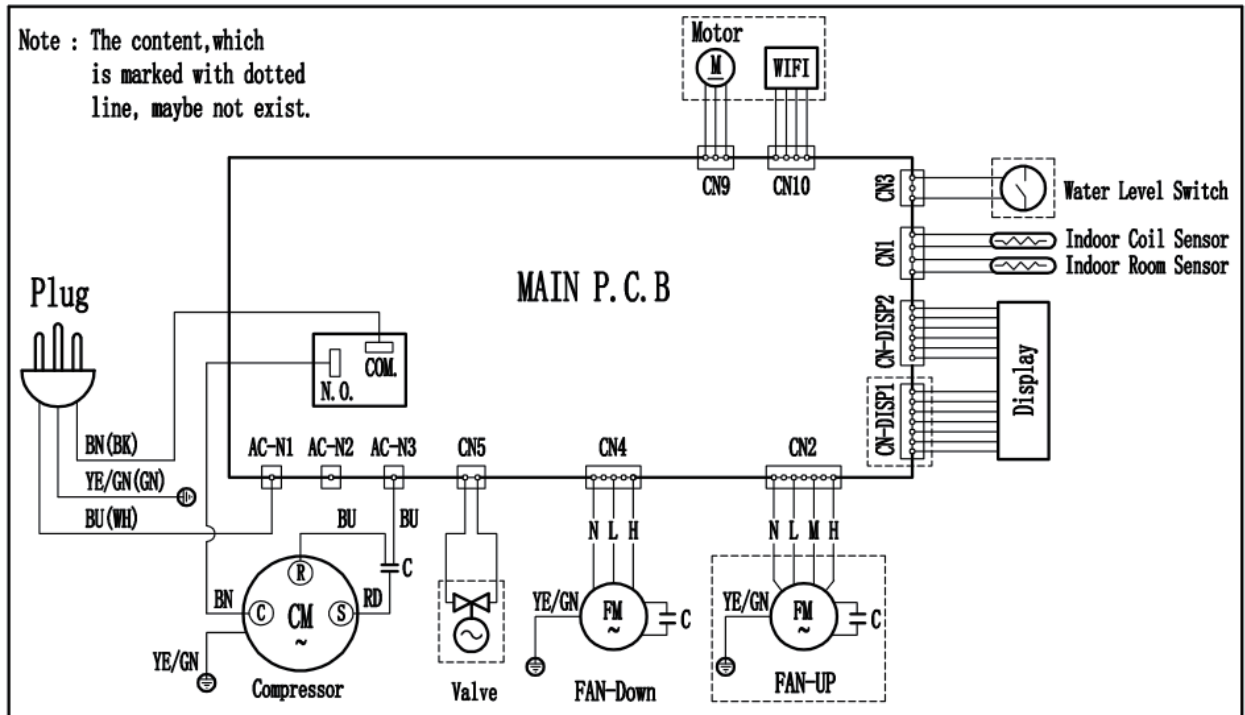 Note : The content,which
is marked with dotted
line, maybe not exist.
Motor
M
WIFI
CN9
CN10
CN3
Water Level Switch
CN1
Indoor Coil Sensor
Indoor Room Sensor
MAIN P.C.B
Plug
CN-DISP2
CN-DISP1
Display
COM.
N.O.
BN(BK)
YE/GN(GN)
BU(WH)
AC-N1
AC-N2
AC-N3
CN5
CN4
CN2
BU
BU
C
N L H
N L M H
R
C
S
CM
~
BN
RD
YE/GN
Compressor
Valve
YE/GN
FM
~
C
FAN-Down
YE/GN
FM
~
C
FAN-UP